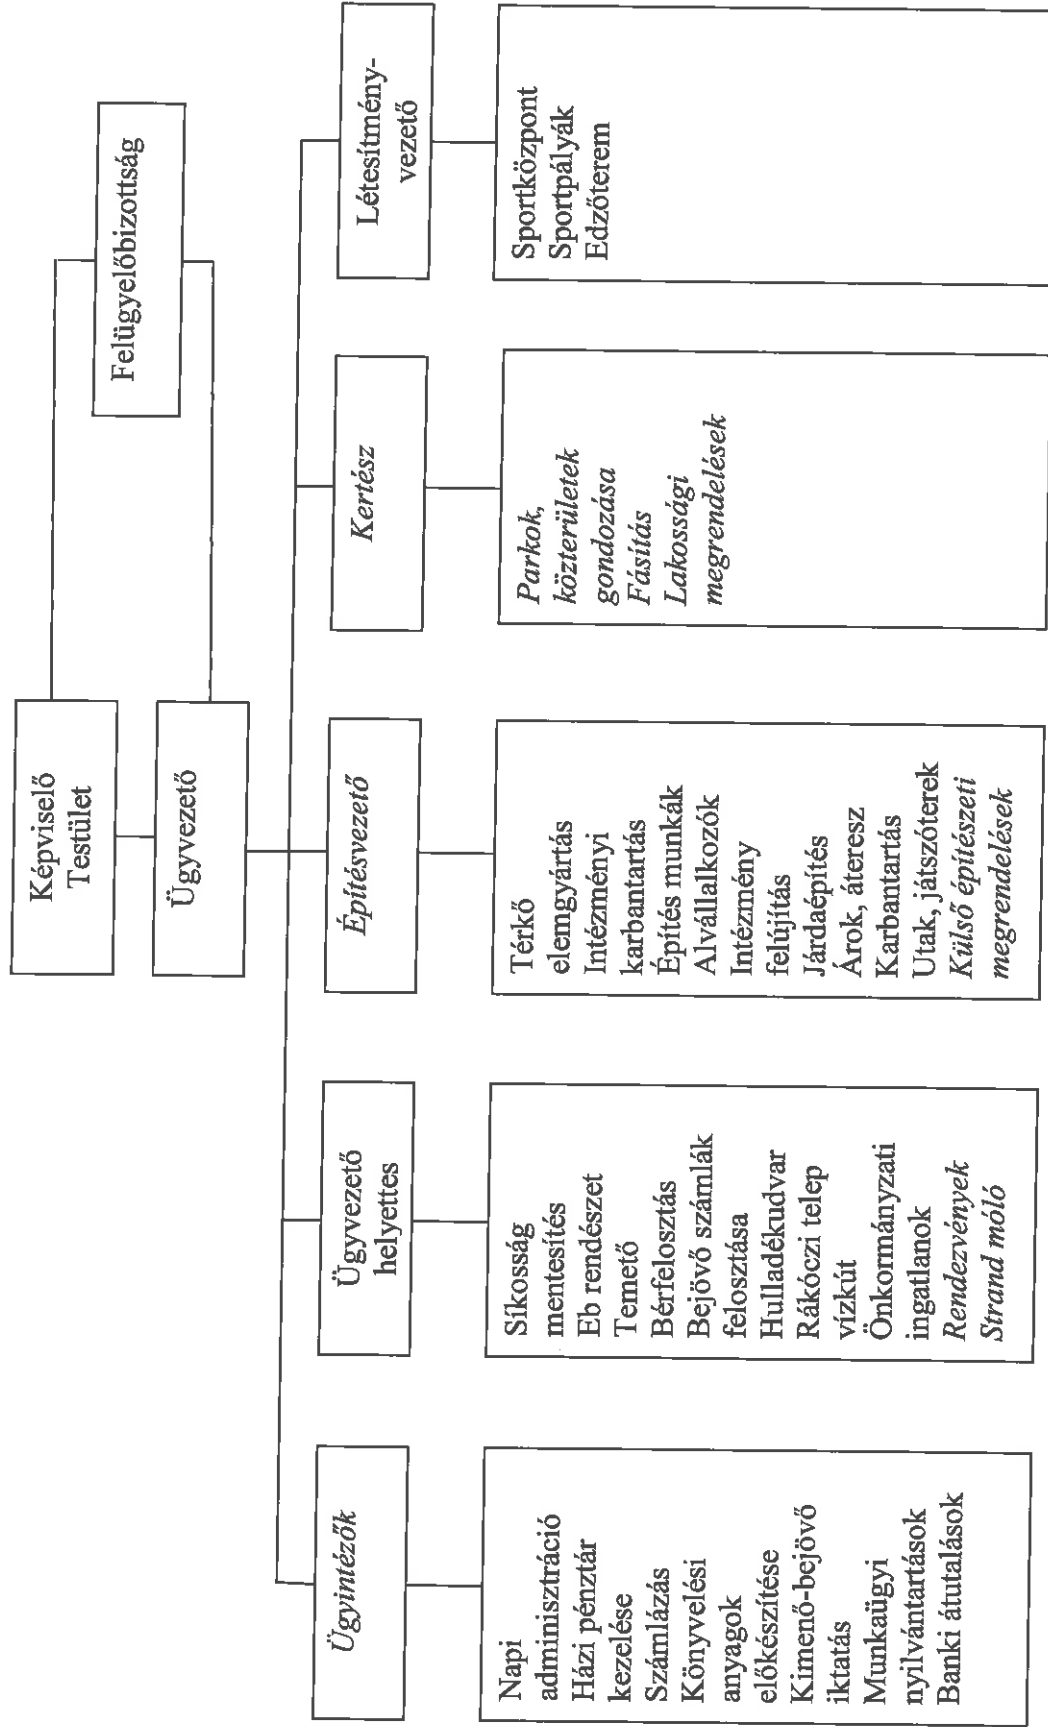 Képviselő
Testület
Felügyelőbizottság
Ügyvezető
Ügyintézők
Ügyvezető
helyettes
Építésvezető
Kertész
Létesítmény-
vezető
Napi
adminisztráció
Házi pénztár
kezelése
Számlázás
Könyvelési
anyagok
előkészítése
Kimenő-bejövő
iktatás
Munkaügyi
nyilvántartások
Banki átutalások
Síkosság
mentesítés
Eb rendészet
Temető
Bérfelosztás
Bejövő számlák
felosztása
Hulladékudvar
Rákóczi telep
vízkút
Önkormányzati
ingatlanok
Rendezvények
Strand móló
Térkő
elemgyártás
Intézményi
karbantartás
Építés munkák
Alvállalkozók
Intézmény
felújítás
Járdaépítés
Árok, áteresz
Karbantartás
Utak, játszóterek
Külső építészeti
megrendelések
Parkok,
közterületek
gondozása
Fásítás
Lakossági
megrendelések
Sportközpont
Sportpályák
Edzőterem